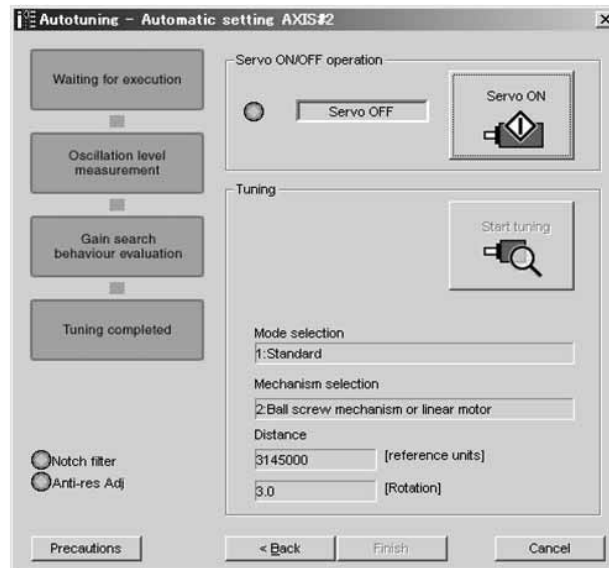 Autotuning - Automatic setting AXIS#2
Waiting for execution
Oscillation level
measurement
Gain search
behaviour evaluation
Tuning completed
Notch filter
Anti-res Adj
Precautions
Servo ON/OFF operation
Servo OFF
Servo ON
Tuning
Start tuning
Mode selection
1:Standard
Mechanism selection
2:Ball screw mechanism or linear motor
Distance
3145000 [reference units]
3.0 [Rotation]
< Back
Finish
Cancel